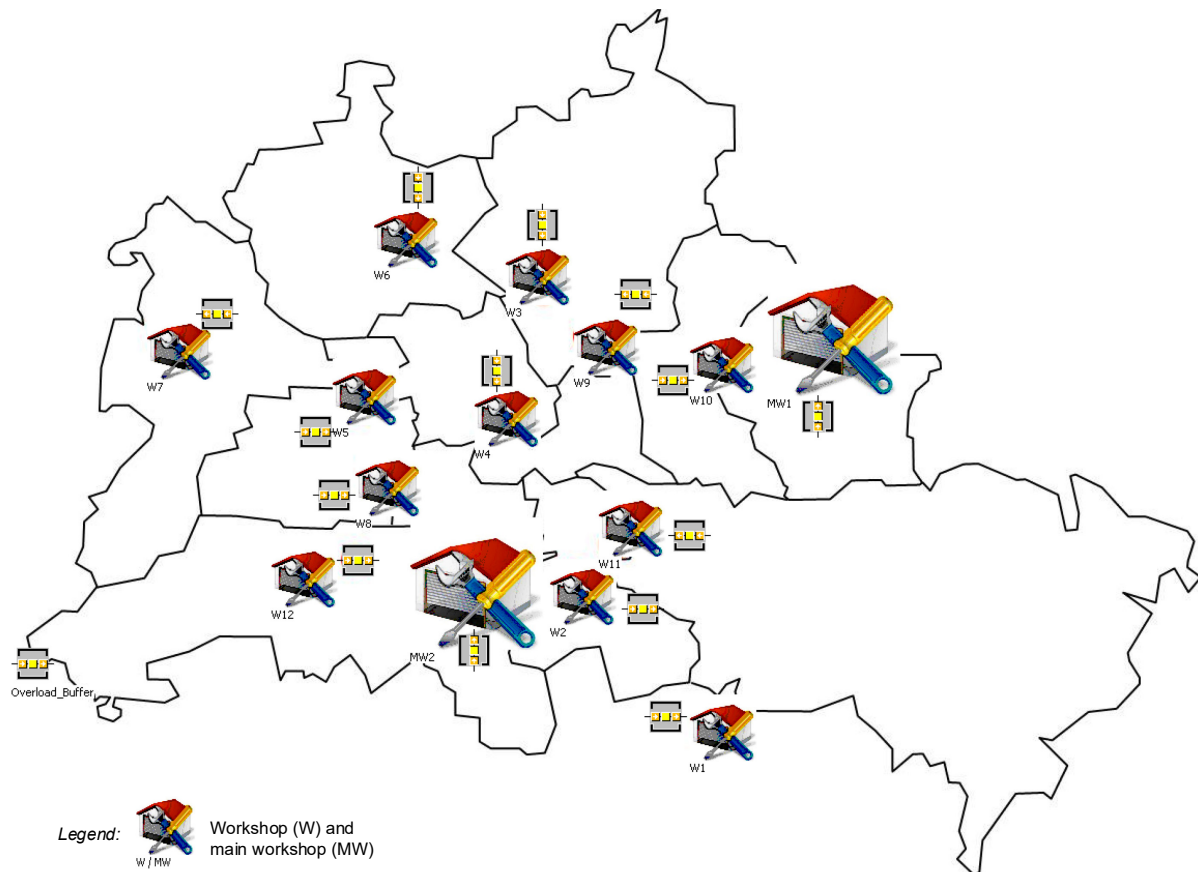 W6
W3
W7
W9
W10
MW1
W5
W4
W8
W11
W12
W2
MW2
Overload_Buffer
W1
Legend:
W / MW
Workshop (W) and
main workshop (MW)